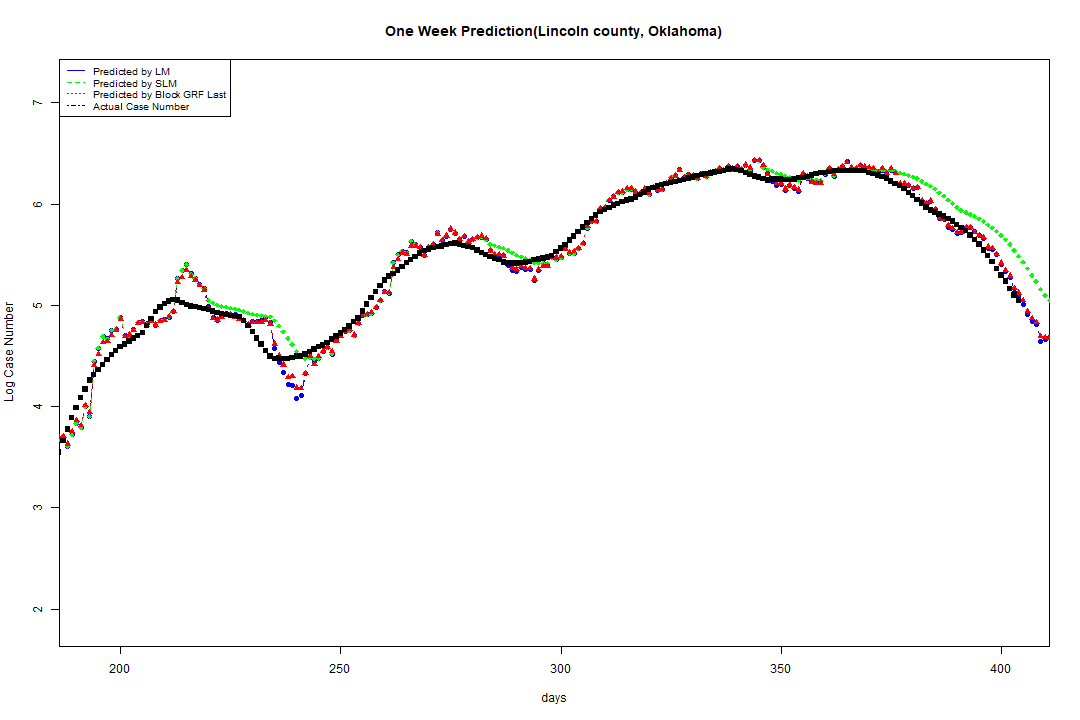 One Week Prediction(Lincoln county, Oklahoma)
Predicted by LM
Predicted by SLM
Predicted by Block GRF Last
Actual Case Number
7
6
5
4
3
2
Log Case Number
200 250 300 350 400
days